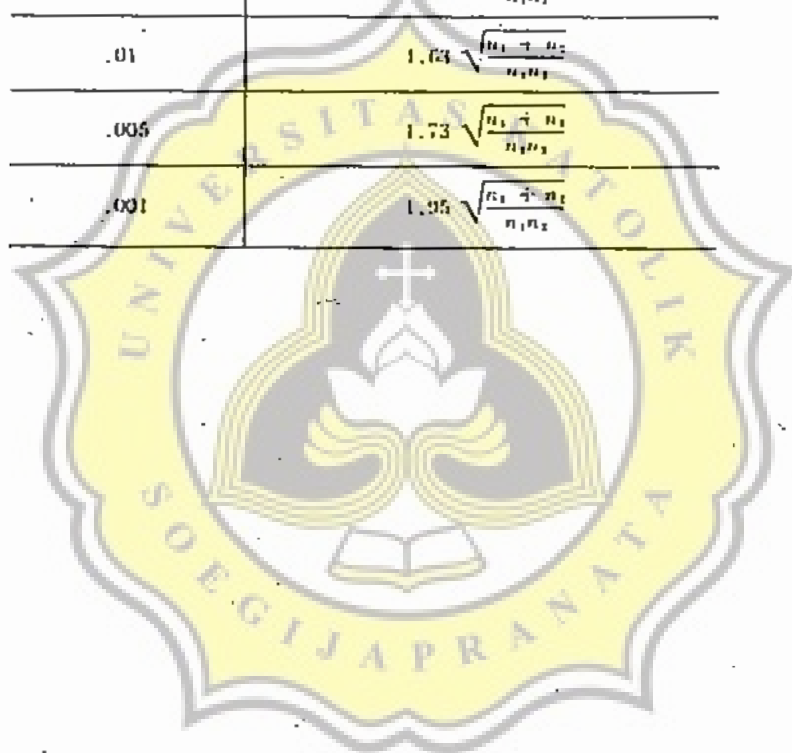 n₁n₂
.01 1.63 √((n₁ + n₂)/(n₁n₂))
.005 1.73 √((n₁ + n₂)/(n₁n₂))
.001 1.95 √((n₁ + n₂)/(n₁n₂))
UNIVERSITAS KATOLIK
SOEGIJAPRANATA